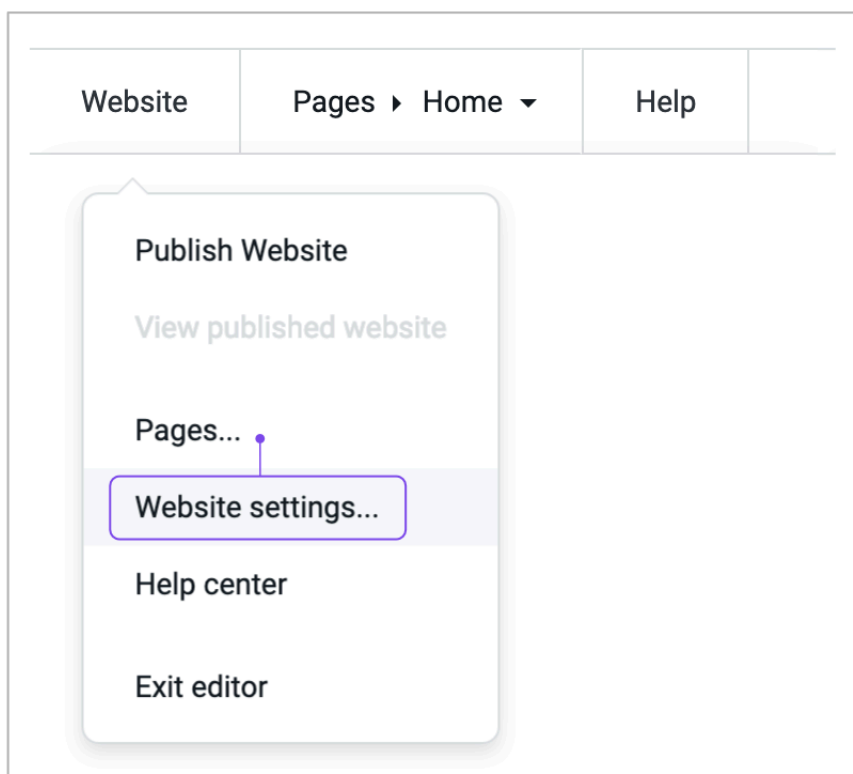 Website Pages Home Help
Publish Website
View published website
Pages...
Website settings...
Help center
Exit editor